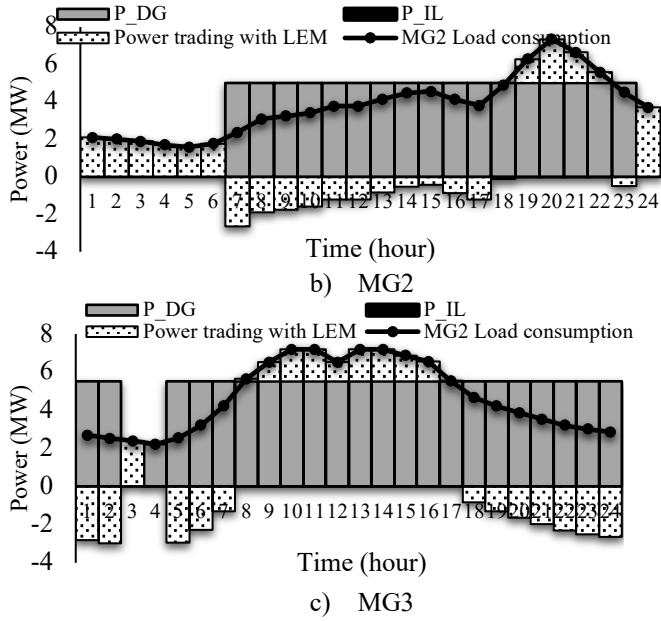 8
P_DG
P_IL
Power trading with LEM
MG2 Load consumption
6
4
2
0
-2
-4
Power (MW)
1 2 3 4 5 6 7 8 9 10 11 12 13 14 15 16 17 18 19 20 21 22 23 24
Time (hour)
b) MG2
P_DG
P_IL
Power trading with LEM
MG2 Load consumption
8
6
4
2
0
-2
-4
Power (MW)
1 2 3 4 5 6 7 8 9 10 11 12 13 14 15 16 17 18 19 20 21 22 23 24
Time (hour)
c) MG3